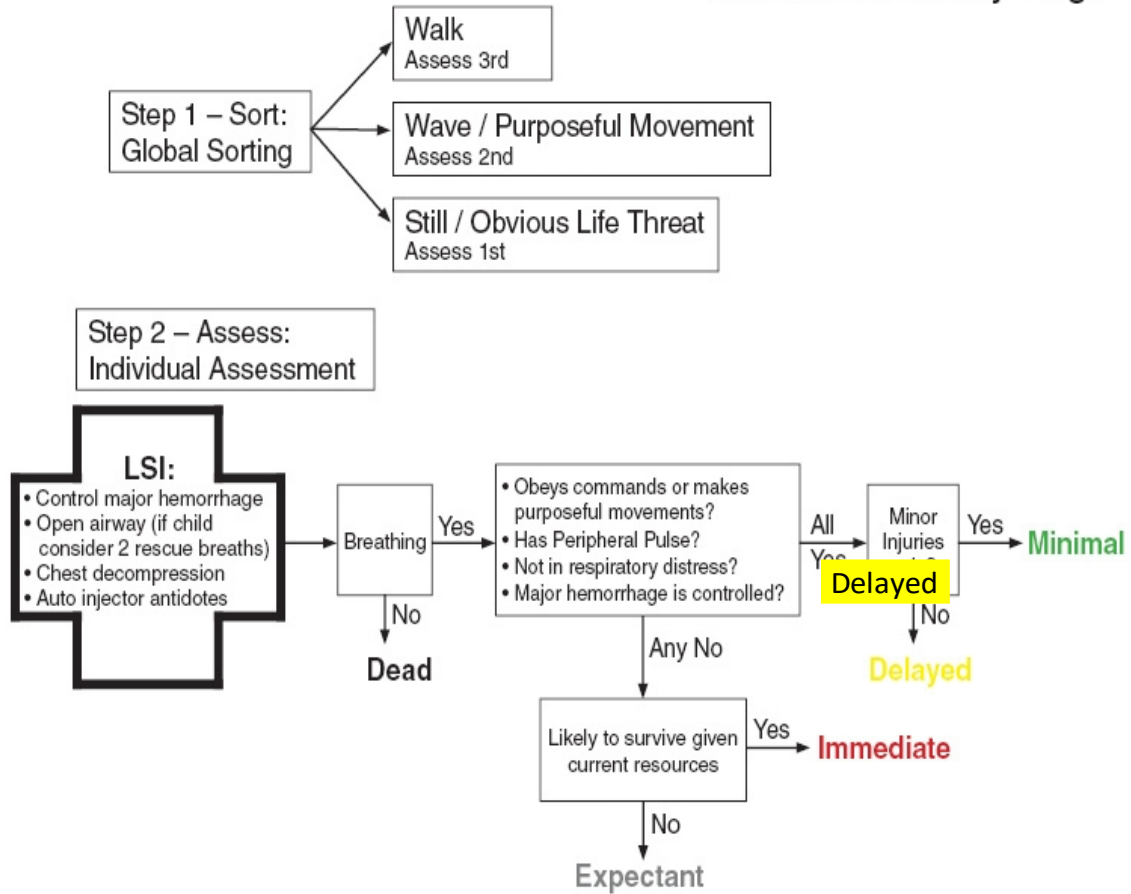 Step 1 – Sort:
Global Sorting
Walk
Assess 3rd
Wave / Purposeful Movement
Assess 2nd
Still / Obvious Life Threat
Assess 1st
Step 2 – Assess:
Individual Assessment
LSI:
• Control major hemorrhage
• Open airway (if child
consider 2 rescue breaths)
• Chest decompression
• Auto injector antidotes
Breathing
Yes
No
Dead
• Obeys commands or makes
purposeful movements?
• Has Peripheral Pulse?
• Not in respiratory distress?
• Major hemorrhage is controlled?
All
Yes
Minor
Injuries
Delayed
Yes
Minimal
No
Delayed
Any No
Likely to survive given
current resources
Yes
Immediate
No
Expectant